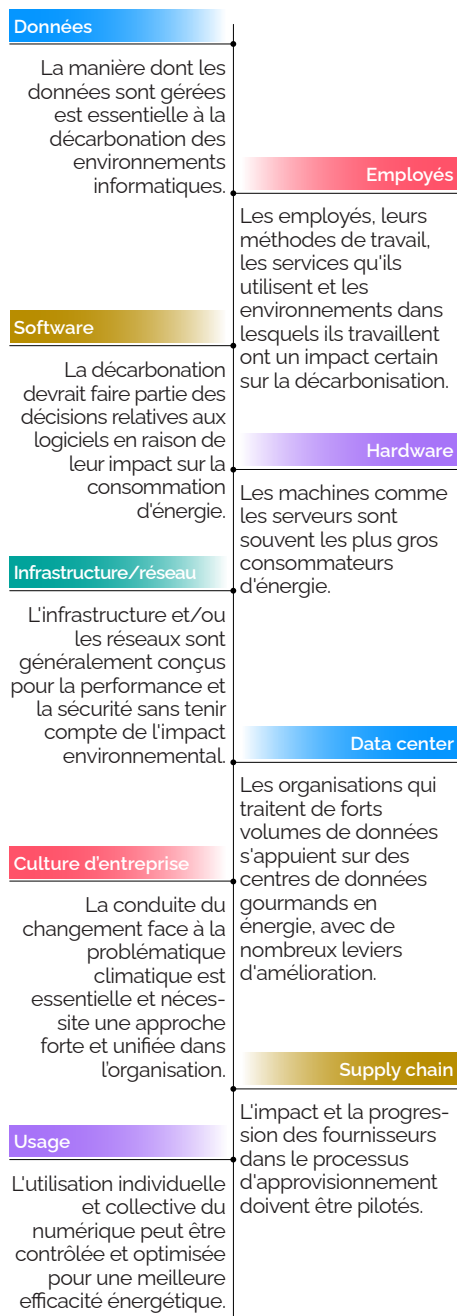 Données
La manière dont les
données sont gérées
est essentielle à la
décarbonation des
environnements
informatiques.
Employés
Les employés, leurs
méthodes de travail,
les services qu'ils
utilisent et les
environnements dans
lesquels ils travaillent
ont un impact certain
sur la décarbonisation.
Software
La décarbonation
devrait faire partie des
décisions relatives aux
logiciels en raison de
leur impact sur la
consommation
d'énergie.
Hardware
Les machines comme
les serveurs sont
souvent les plus gros
consommateurs
d'énergie.
Infrastructure/réseau
L'infrastructure et/ou
les réseaux sont
généralement conçus
pour la performance et
la sécurité sans tenir
compte de l'impact
environnemental.
Data center
Les organisations qui
traitent de forts
volumes de données
s'appuient sur des
centres de données
gourmands en
énergie, avec de
nombreux leviers
d'amélioration.
Culture d’entreprise
La conduite du
changement face à la
problématique
climatique est
essentielle et néces-
site une approche
forte et unifiée dans
l’organisation.
Supply chain
L'impact et la progres-
sion des fournisseurs
dans le processus
d'approvisionnement
doivent être pilotés.
Usage
L'utilisation individuelle
et collective du
numérique peut être
contrôlée et optimisée
pour une meilleure
efficacité énergétique.